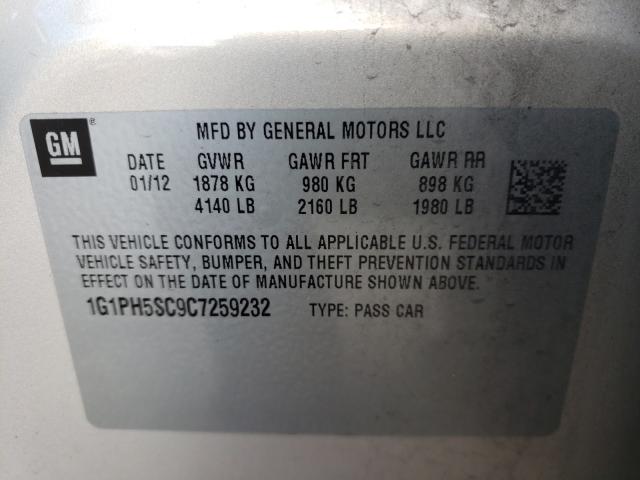 GM ®
MFD BY GENERAL MOTORS LLC
DATE GVWR GAWR FRT GAWR RR
01/12 1878 KG 980 KG 898 KG
4140 LB 2160 LB 1980 LB
THIS VEHICLE CONFORMS TO ALL APPLICABLE U.S. FEDERAL MOTOR
VEHICLE SAFETY, BUMPER, AND THEFT PREVENTION STANDARDS IN
EFFECT ON THE DATE OF MANUFACTURE SHOWN ABOVE.
1G1PH5SC9C7259232 TYPE: PASS CAR